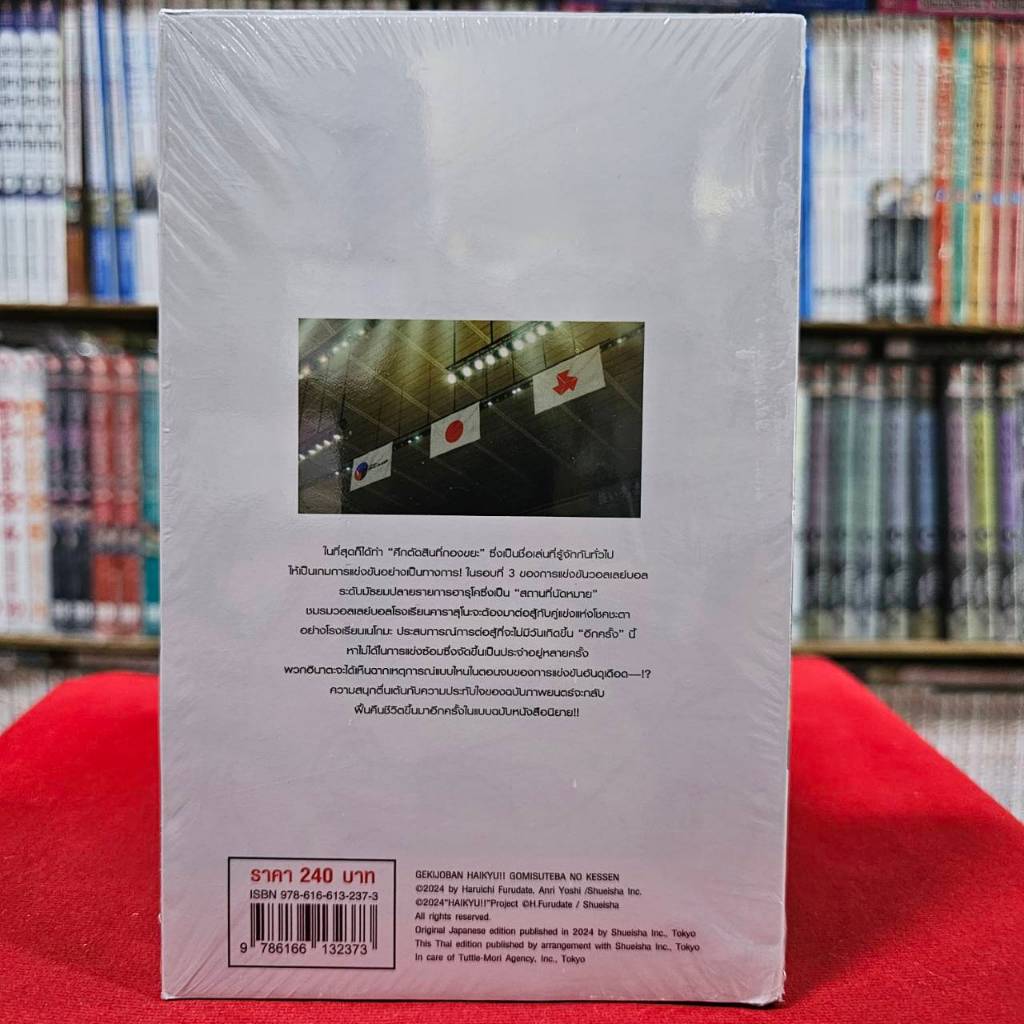 ในที่สุดก็ได้ทำ "ศึกตัดสินที่กองขยะ" ซึ่งเป็นชื่อเล่นที่รู้จักกันทั่วไป
ให้เป็นเกมการแข่งขันอย่างเป็นทางการ! ในรอบที่ 3 ของการแข่งขันวอลเลย์บอล
ระดับมัธยมปลายรายการฮารุโคซึ่งเป็น "สถานที่นัดหมาย"
ชมรมวอลเลย์บอลโรงเรียนคาราสุโนะจะต้องมาต่อสู้กับคู่แข่งแห่งโชคชะตา
อย่างโรงเรียนเนโกมะ ประสบการณ์การต่อสู้ที่จะไม่มีวันเกิดขึ้น "อีกครั้ง" นี้
หาไม่ได้ในการแข่งซ้อมซึ่งจัดขึ้นเป็นประจำอยู่หลายครั้ง
พวกฮินาตะจะได้เห็นฉากเหตุการณ์แบบไหนในตอนจบของการแข่งขันอันดุเดือด—!?
ความสนุกตื่นเต้นกับความประทับใจของฉบับภาพยนตร์จะกลับ
ฟื้นคืนชีวิตขึ้นมาอีกครั้งในแบบฉบับหนังสือนิยาย!!
ราคา 240 บาท
ISBN 978-616-613-237-3
9 786166 132373
GEKIJOBAN HAIKYU!! GOMISUTEBA NO KESSEN
©2024 by Haruichi Furudate, Anri Yoshi /Shueisha Inc.
©2024"HAIKYU!!"Project ©H.Furudate / Shueisha
All rights reserved.
Original Japanese edition published in 2024 by Shueisha Inc., Tokyo
This Thai edition published by arrangement with Shueisha Inc., Tokyo
In care of Tuttle-Mori Agency, Inc., Tokyo